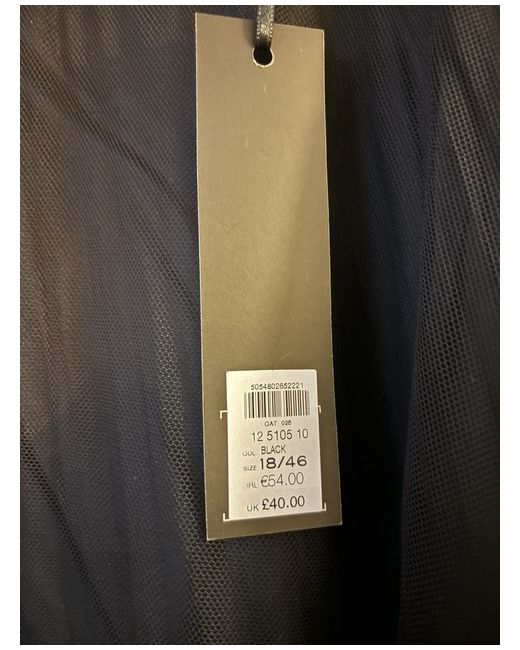 5054802652221
CAT: 026
12 5105 10
COL BLACK
SIZE 18/46
IRL €54.00
UK £40.00